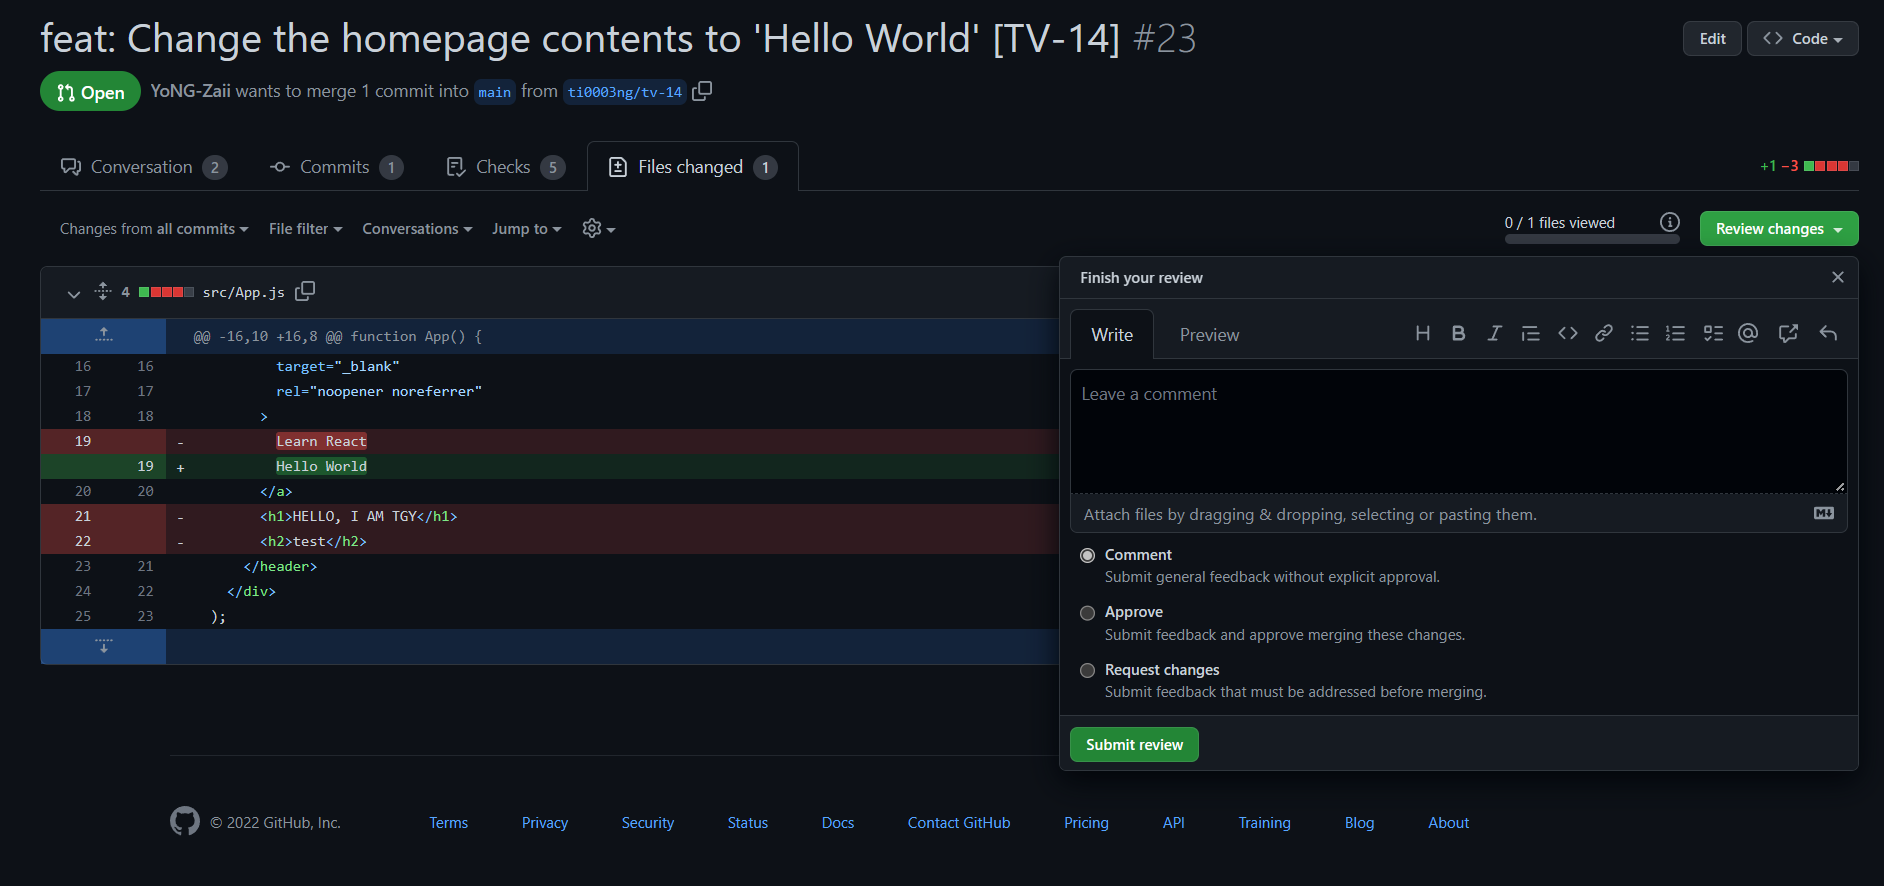 feat: Change the homepage contents to 'Hello World' [TV-14] #23
Edit
Code
Open
YoNG-Zaii wants to merge 1 commit into main from ti0003ng/tv-14
Conversation 2
Commits 1
Checks 5
Files changed 1
+1 −3
Changes from all commits
File filter
Conversations
Jump to
0 / 1 files viewed
Review changes
4 src/App.js
@@ -16,10 +16,8 @@ function App() {
16 16 target="_blank"
17 17 rel="noopener noreferrer"
18 18 >
19 - Learn React
19 + Hello World
20 20 </a>
21 - <h1>HELLO, I AM TGY</h1>
22 - <h2>test</h2>
23 21 </header>
24 22 </div>
25 23 );
Finish your review
Write
Preview
Leave a comment
Attach files by dragging & dropping, selecting or pasting them.
Comment
Submit general feedback without explicit approval.
Approve
Submit feedback and approve merging these changes.
Request changes
Submit feedback that must be addressed before merging.
Submit review
© 2022 GitHub, Inc.
Terms
Privacy
Security
Status
Docs
Contact GitHub
Pricing
API
Training
Blog
About